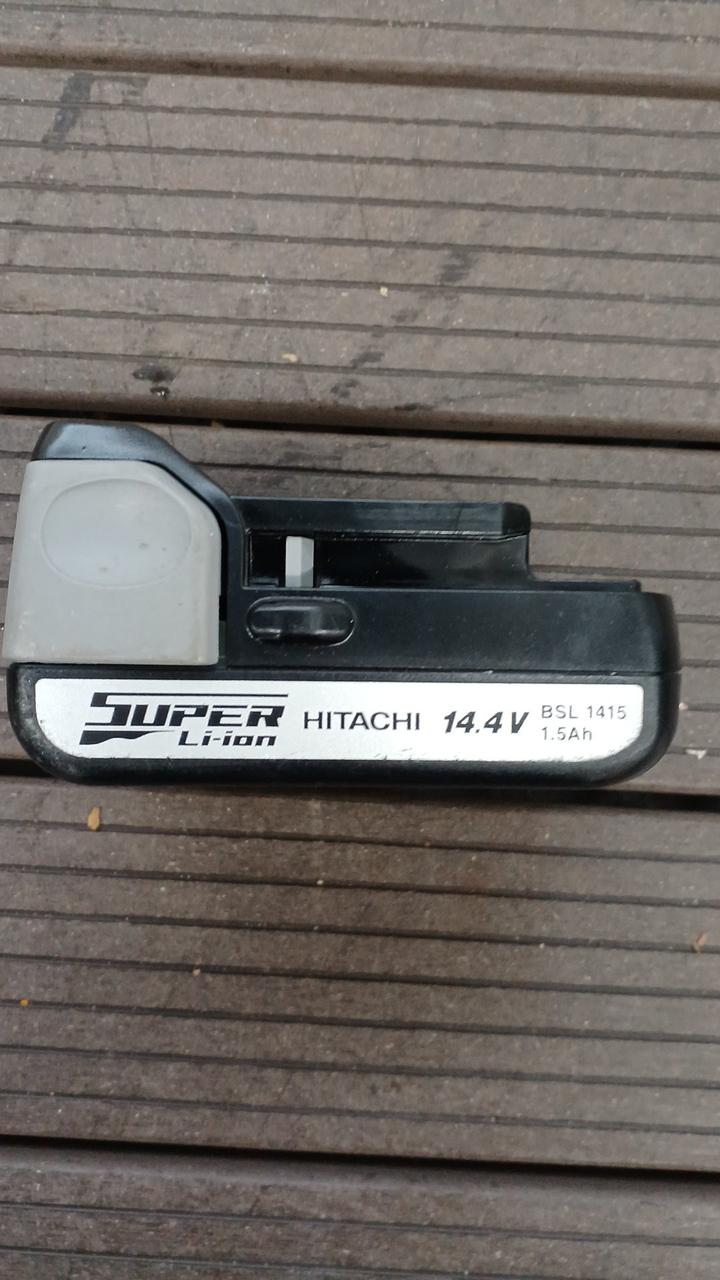 SUPER
Li-ion
HITACHI
14.4V
BSL 1415
1.5Ah